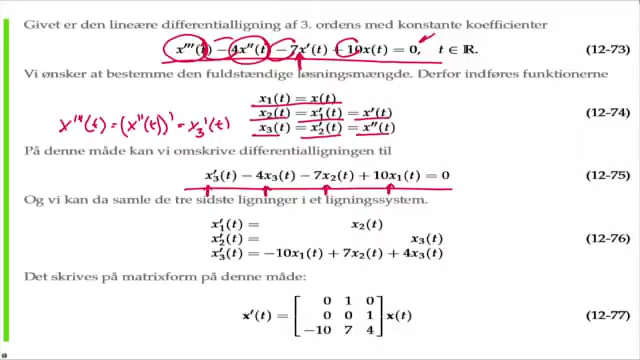 Givet er den lineære differentialligning af 3. ordens med konstante koefficienter
x′′′(t) − 4x′′(t) − 7x′(t) + 10x(t) = 0, t ∈ ℝ. (12-73)
Vi ønsker at bestemme den fuldstændige løsningsmængde. Derfor indføres funktionerne
x₁(t) = x(t)
x₂(t) = x₁′(t) = x′(t) (12-74)
x₃(t) = x₂′(t) = x′′(t)
x′′′(t) = (x′′(t))′ = x₃′(t)
På denne måde kan vi omskrive differentialligningen til
x₃′(t) − 4x₃(t) − 7x₂(t) + 10x₁(t) = 0 (12-75)
Og vi kan da samle de tre sidste ligninger i et ligningssystem.
x₁′(t) = x₂(t)
x₂′(t) = x₃(t) (12-76)
x₃′(t) = −10x₁(t) + 7x₂(t) + 4x₃(t)
Det skrives på matrixform på denne måde:
0 1 0
x′(t) = [ 0 0 1 ] x(t) (12-77)
−10 7 4